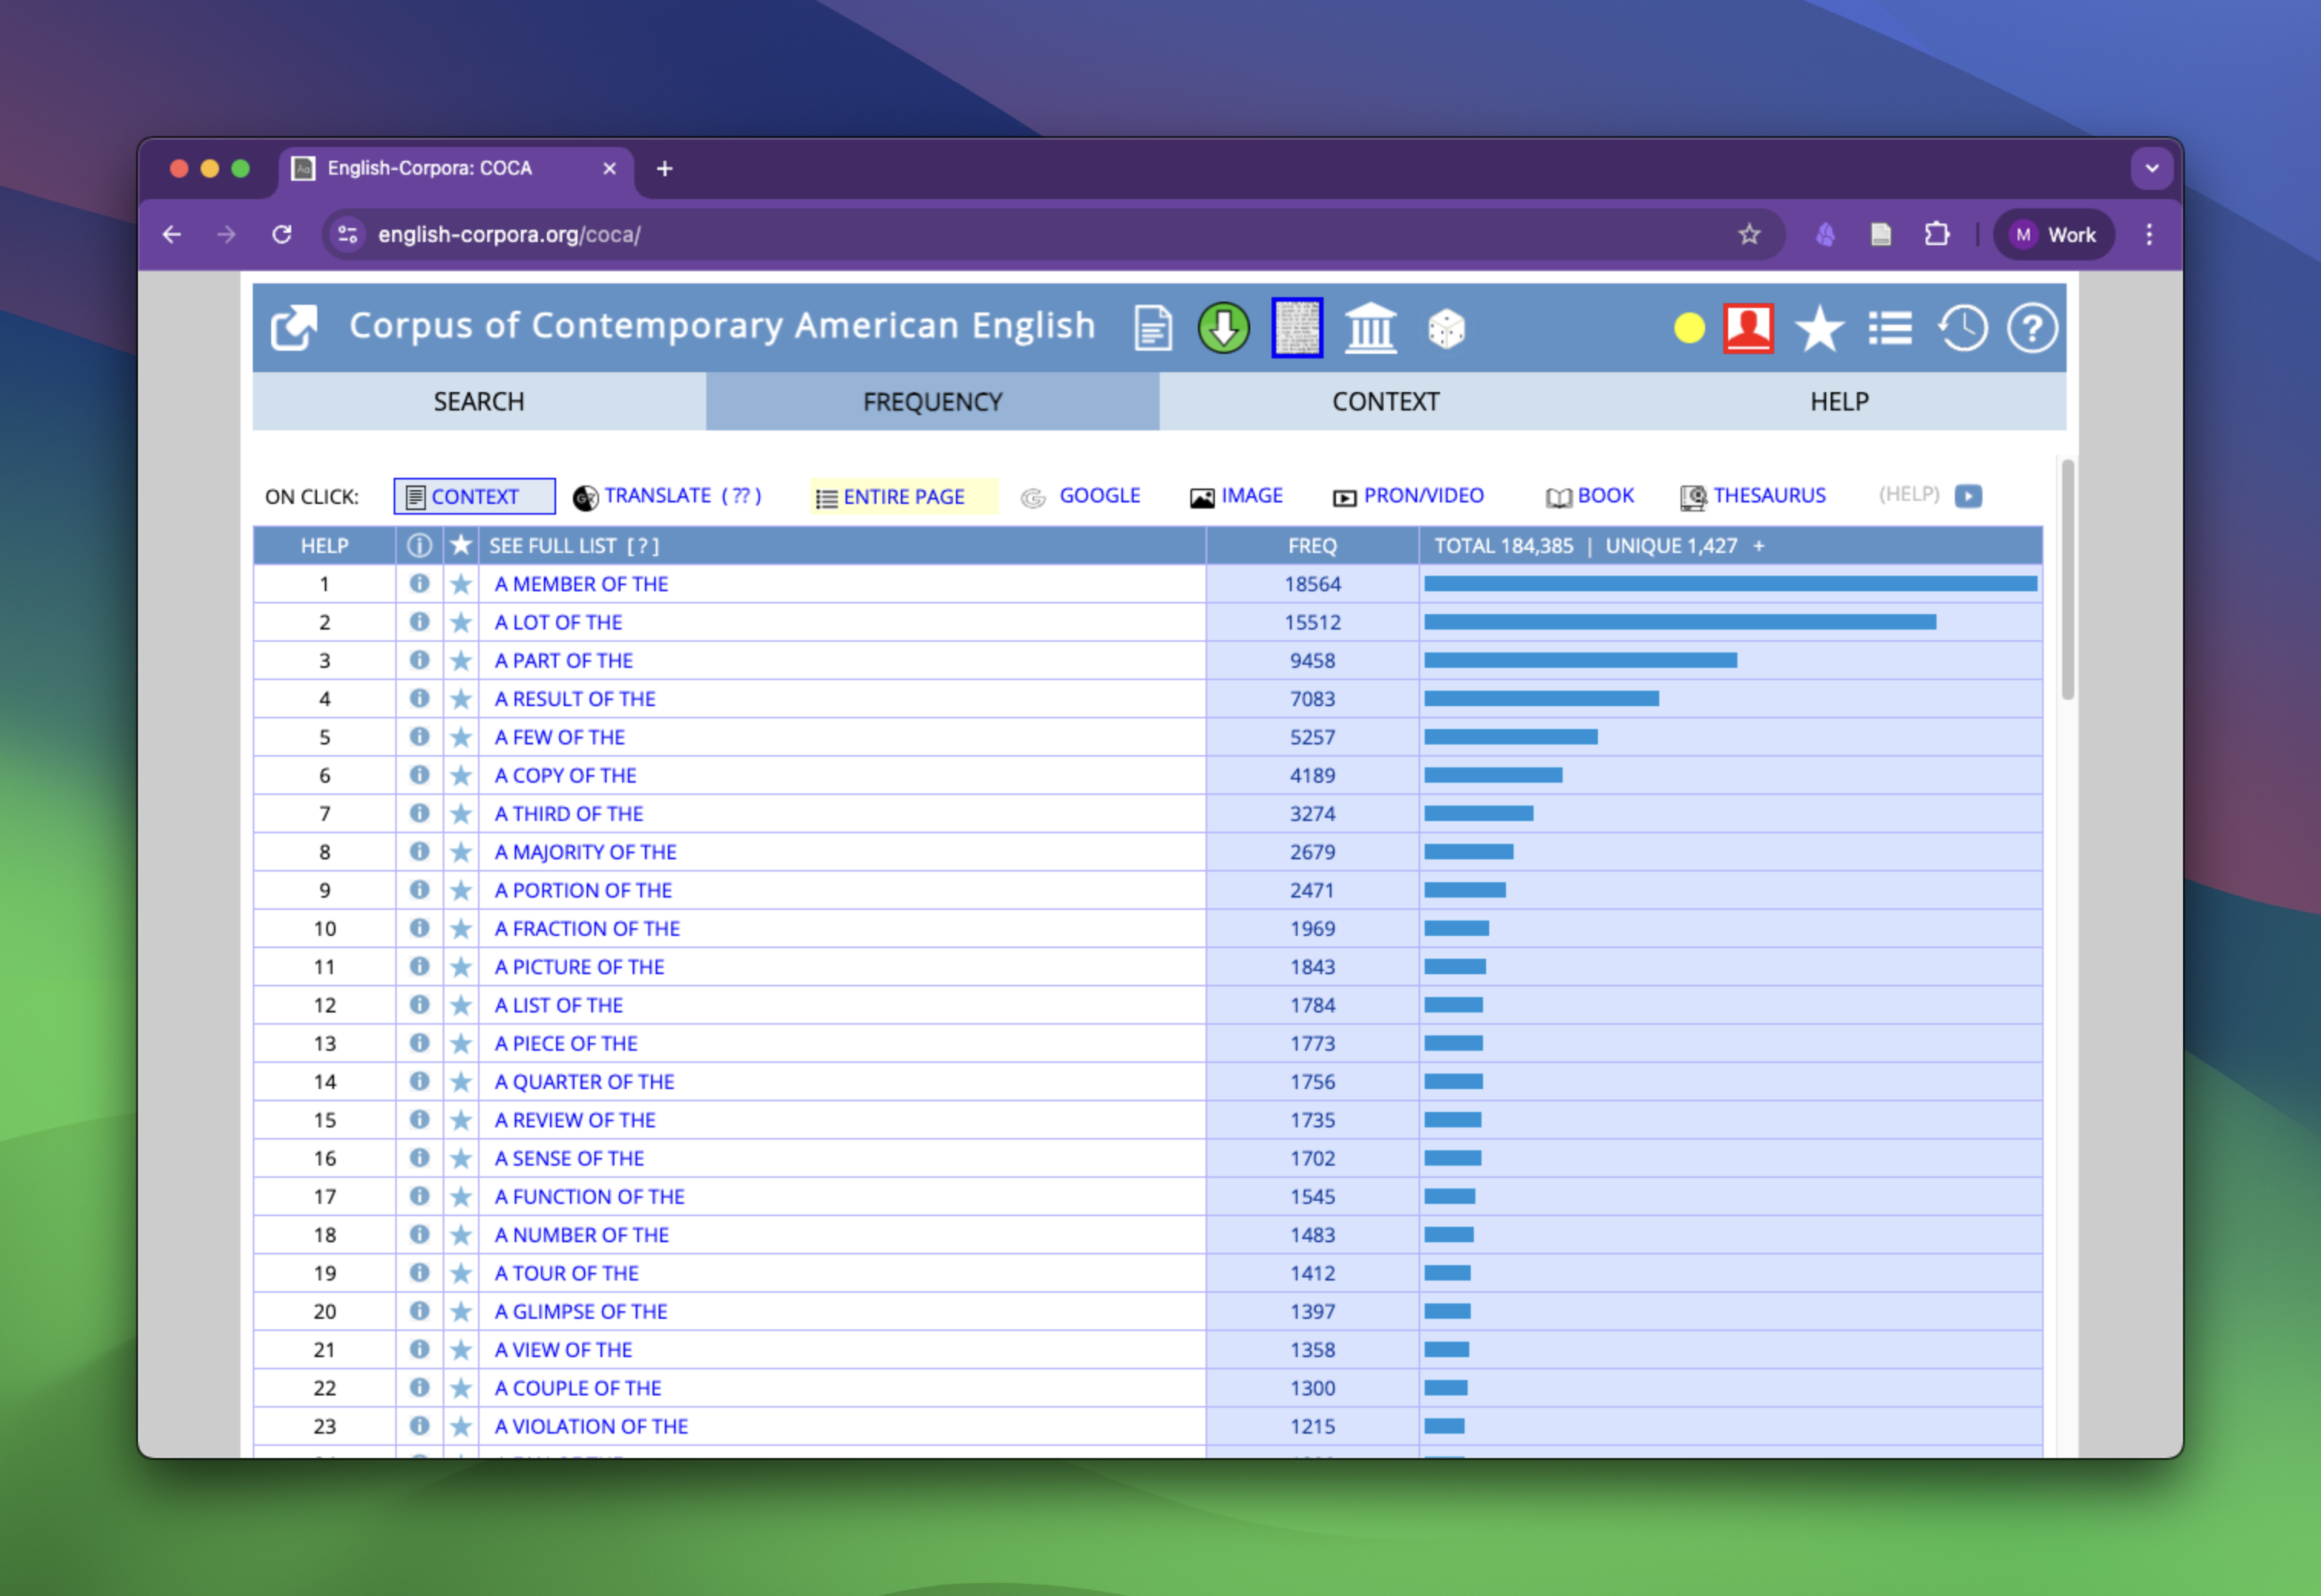 English-Corpora: COCA
english-corpora.org/coca/
M Work
Corpus of Contemporary American English
SEARCH FREQUENCY CONTEXT HELP
ON CLICK: CONTEXT TRANSLATE ( ?? ) ENTIRE PAGE GOOGLE IMAGE PRON/VIDEO BOOK THESAURUS (HELP)
HELP SEE FULL LIST [ ? ] FREQ TOTAL 184,385 | UNIQUE 1,427 +
1 A MEMBER OF THE 18564
2 A LOT OF THE 15512
3 A PART OF THE 9458
4 A RESULT OF THE 7083
5 A FEW OF THE 5257
6 A COPY OF THE 4189
7 A THIRD OF THE 3274
8 A MAJORITY OF THE 2679
9 A PORTION OF THE 2471
10 A FRACTION OF THE 1969
11 A PICTURE OF THE 1843
12 A LIST OF THE 1784
13 A PIECE OF THE 1773
14 A QUARTER OF THE 1756
15 A REVIEW OF THE 1735
16 A SENSE OF THE 1702
17 A FUNCTION OF THE 1545
18 A NUMBER OF THE 1483
19 A TOUR OF THE 1412
20 A GLIMPSE OF THE 1397
21 A VIEW OF THE 1358
22 A COUPLE OF THE 1300
23 A VIOLATION OF THE 1215